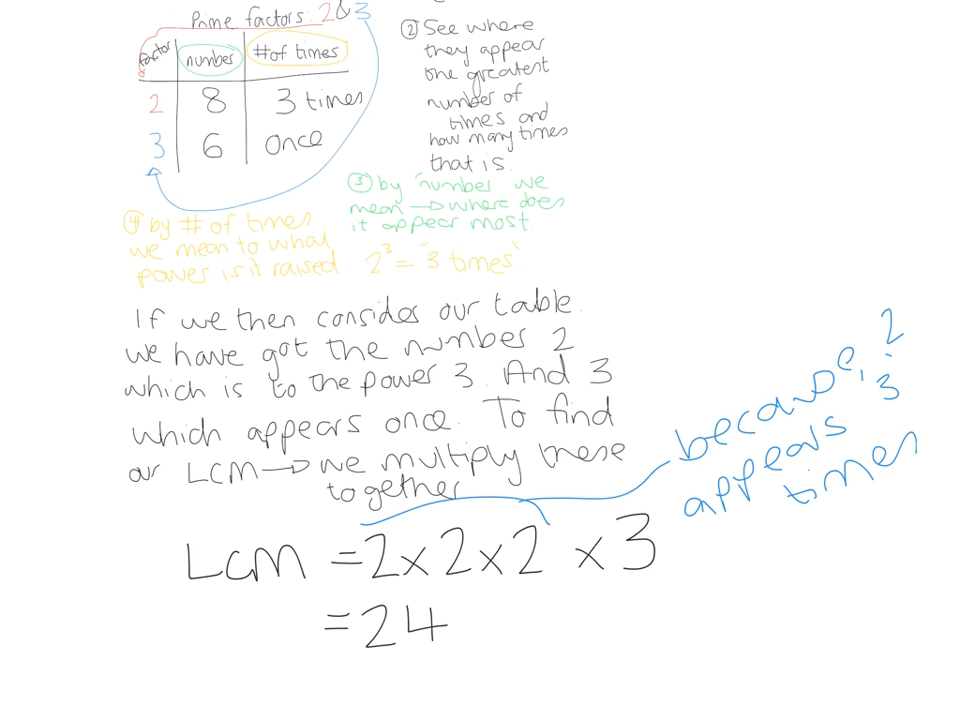 Prime factors 2 & 3
factor number # of times
2 8 3 times
3 6 once
② See where
they appear
the greatest
number of
times and
how many times
that is.
③ by number we
mean → where does
it appear most
④ by # of times
we mean to what
power is it raised 2³ = "3 times"
If we then consider our table.
we have got the number 2
which is to the power 3. And 3
which appears once. To find
our LCM → we multiply these
together
because, 2
appears 3
times
LCM = 2 x 2 x 2 x 3
= 24